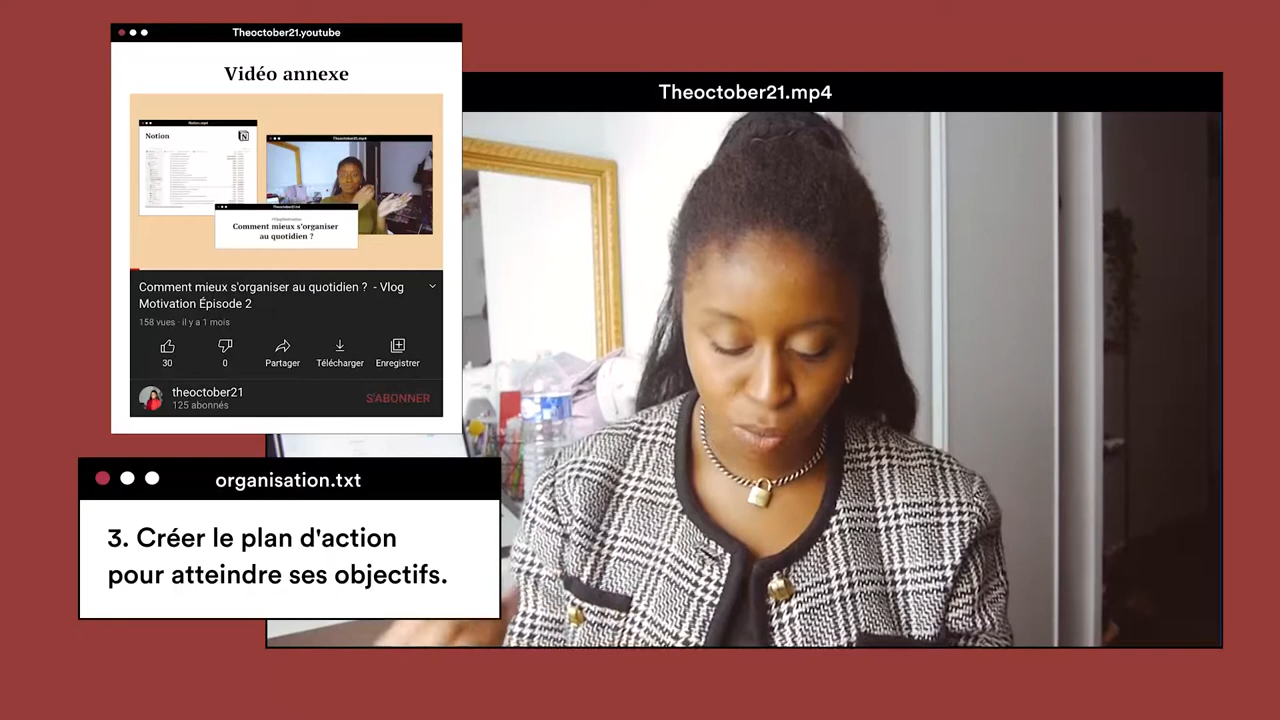 Theoctober21.youtube
Vidéo annexe
Notion.mp4
Notion
Theoctober21.mp4
Comment mieux s'organiser
au quotidien ?
Comment mieux s'organiser au quotidien ? - Vlog
Motivation Épisode 2
158 vues · il y a 1 mois
30
0
Partager
Télécharger
Enregistrer
theoctober21
125 abonnés
S'ABONNER
Theoctober21.mp4
organisation.txt
3. Créer le plan d'action
pour atteindre ses objectifs.